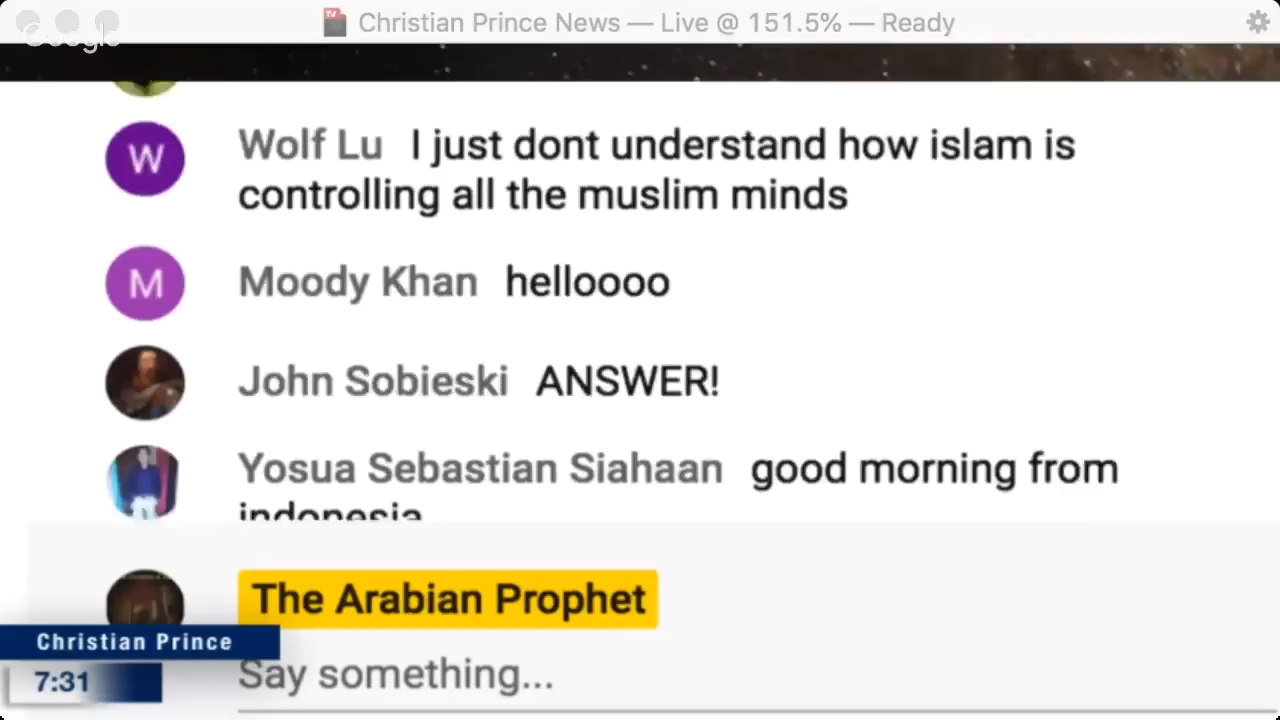 Christian Prince News — Live @ 151.5% — Ready
Google
W
Wolf Lu I just dont understand how islam is
controlling all the muslim minds
M
Moody Khan helloooo
John Sobieski ANSWER!
Yosua Sebastian Siahaan good morning from
indonesia
The Arabian Prophet
Christian Prince
Say something...
7:31